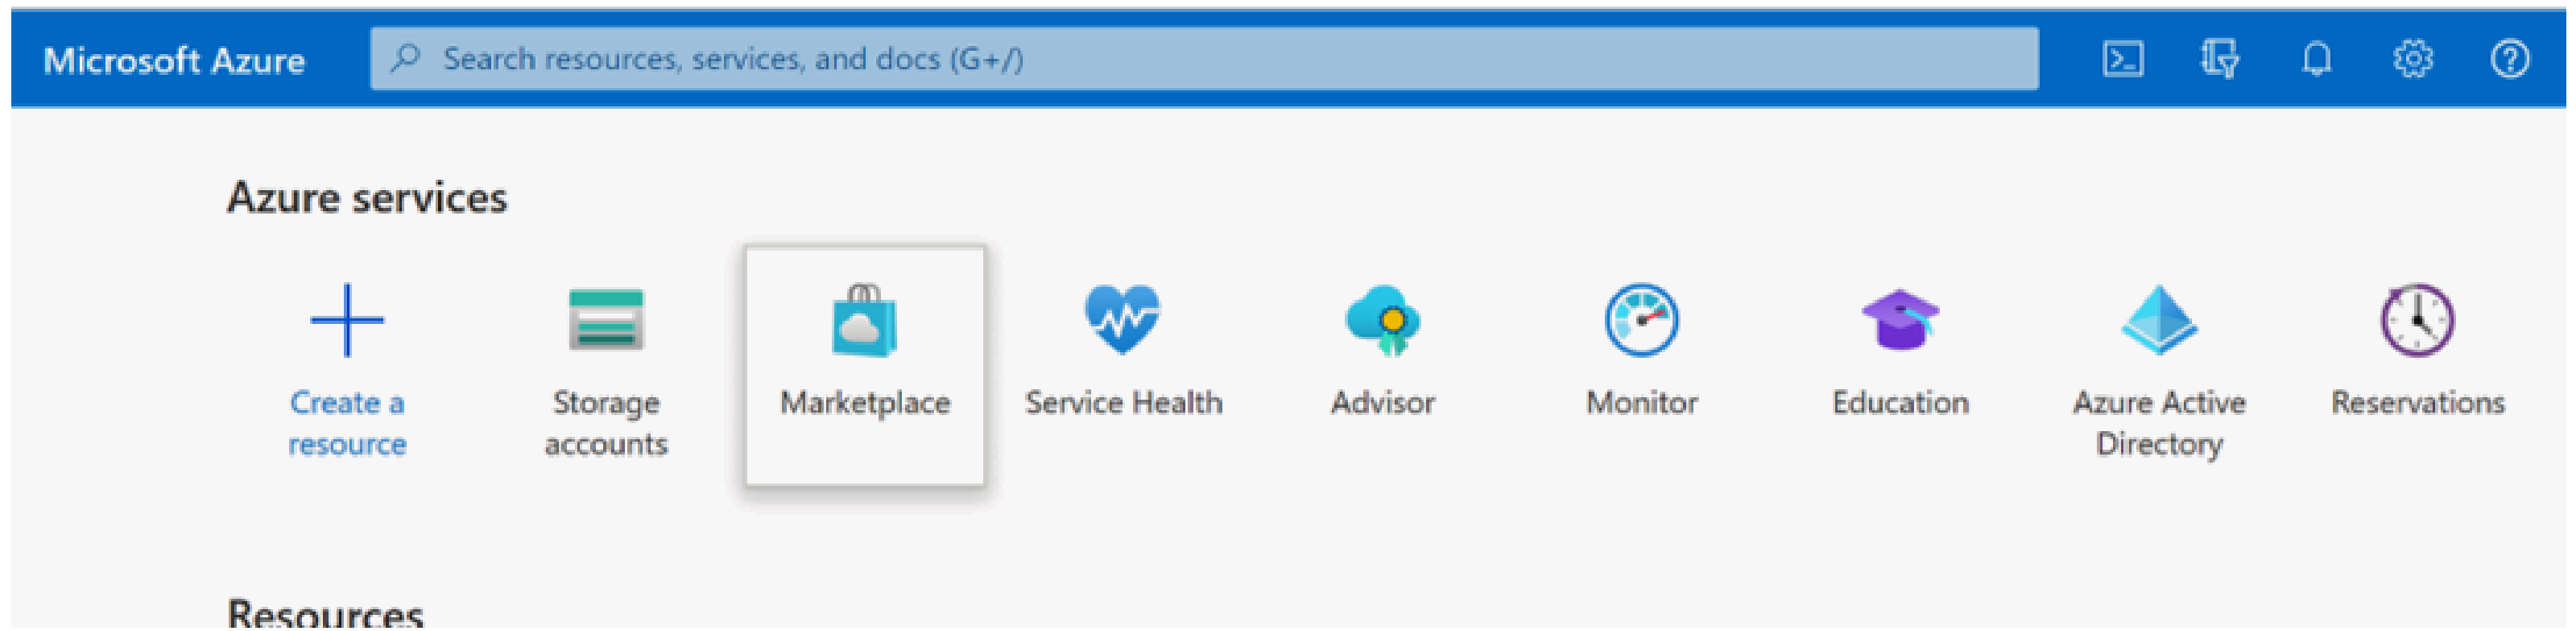 Microsoft Azure
Search resources, services, and docs (G+/)
Azure services
Create a
resource
Storage
accounts
Marketplace
Service Health
Advisor
Monitor
Education
Azure Active
Directory
Reservations
Resources